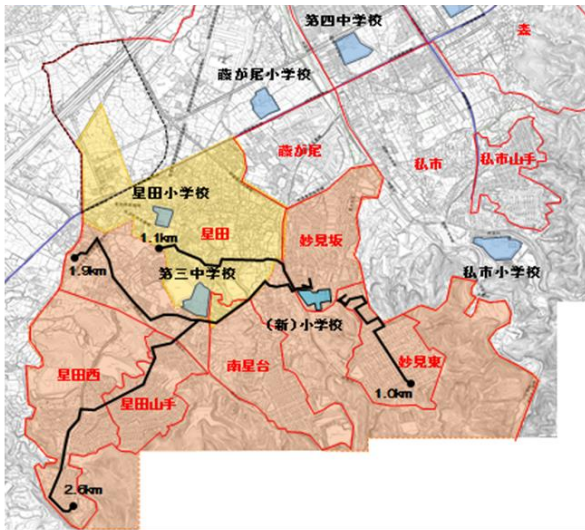 第四中学校
森
藤が尾小学校
藤が尾
私市
私市山手
星田小学校
星田
妙見坂
1.1km
1.9km
第三中学校
私市小学校
(新)小学校
星田西
南星台
妙見東
星田山手
1.0km
2.6km